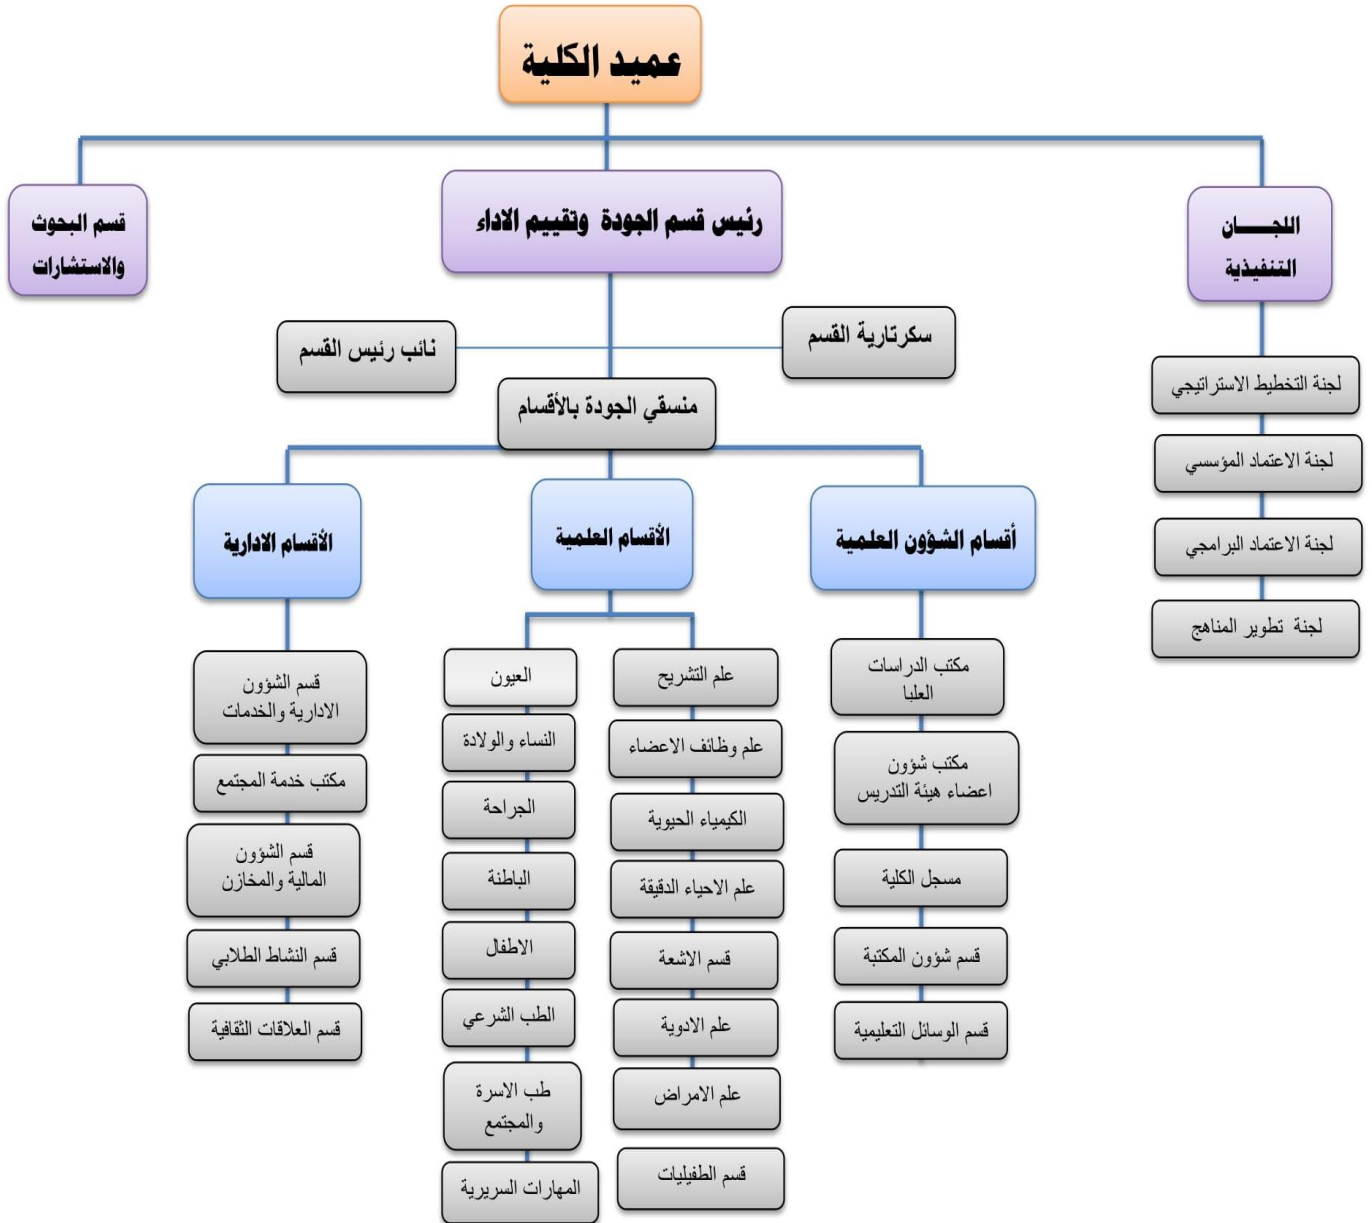 عميد الكلية
اللجـــــان
التنفيذية
رئيس قسم الجودة وتقييم الاداء
قسم البحوث
والاستشارات
سكرتارية القسم
نائب رئيس القسم
منسقي الجودة بالأقسام
لجنة التخطيط الاستراتيجي
لجنة الاعتماد المؤسسي
لجنة الاعتماد البرامجي
لجنة تطوير المناهج
أقسام الشؤون العلمية
الأقسام العلمية
الأقسام الادارية
مكتب الدراسات
العلبا
مكتب شؤون
اعضاء هيئة التدريس
مسجل الكلية
قسم شؤون المكتبة
قسم الوسائل التعليمية
علم التشريح
علم وظائف الاعضاء
الكيمياء الحيوية
علم الاحياء الدقيقة
قسم الاشعة
علم الادوية
علم الامراض
قسم الطفيليات
العيون
النساء والولادة
الجراحة
الباطنة
الاطفال
الطب الشرعي
طب الاسرة
والمجتمع
المهارات السريرية
قسم الشؤون
الادارية والخدمات
مكتب خدمة المجتمع
قسم الشؤون
المالية والمخازن
قسم النشاط الطلابي
قسم العلاقات الثقافية